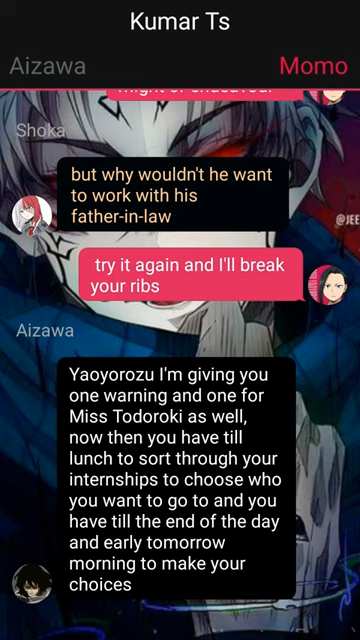 Kumar Ts
Aizawa
Momo
Shoka
but why wouldn't he want
to work with his
father-in-law
@JEE
try it again and I'll break
your ribs
Aizawa
Yaoyorozu I'm giving you
one warning and one for
Miss Todoroki as well,
now then you have till
lunch to sort through your
internships to choose who
you want to go to and you
have till the end of the day
and early tomorrow
morning to make your
choices